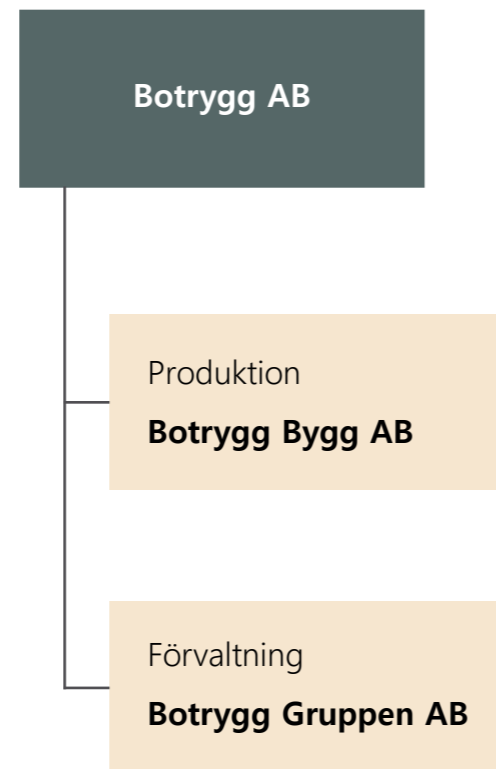 Botrygg AB
Produktion
Botrygg Bygg AB
Förvaltning
Botrygg Gruppen AB